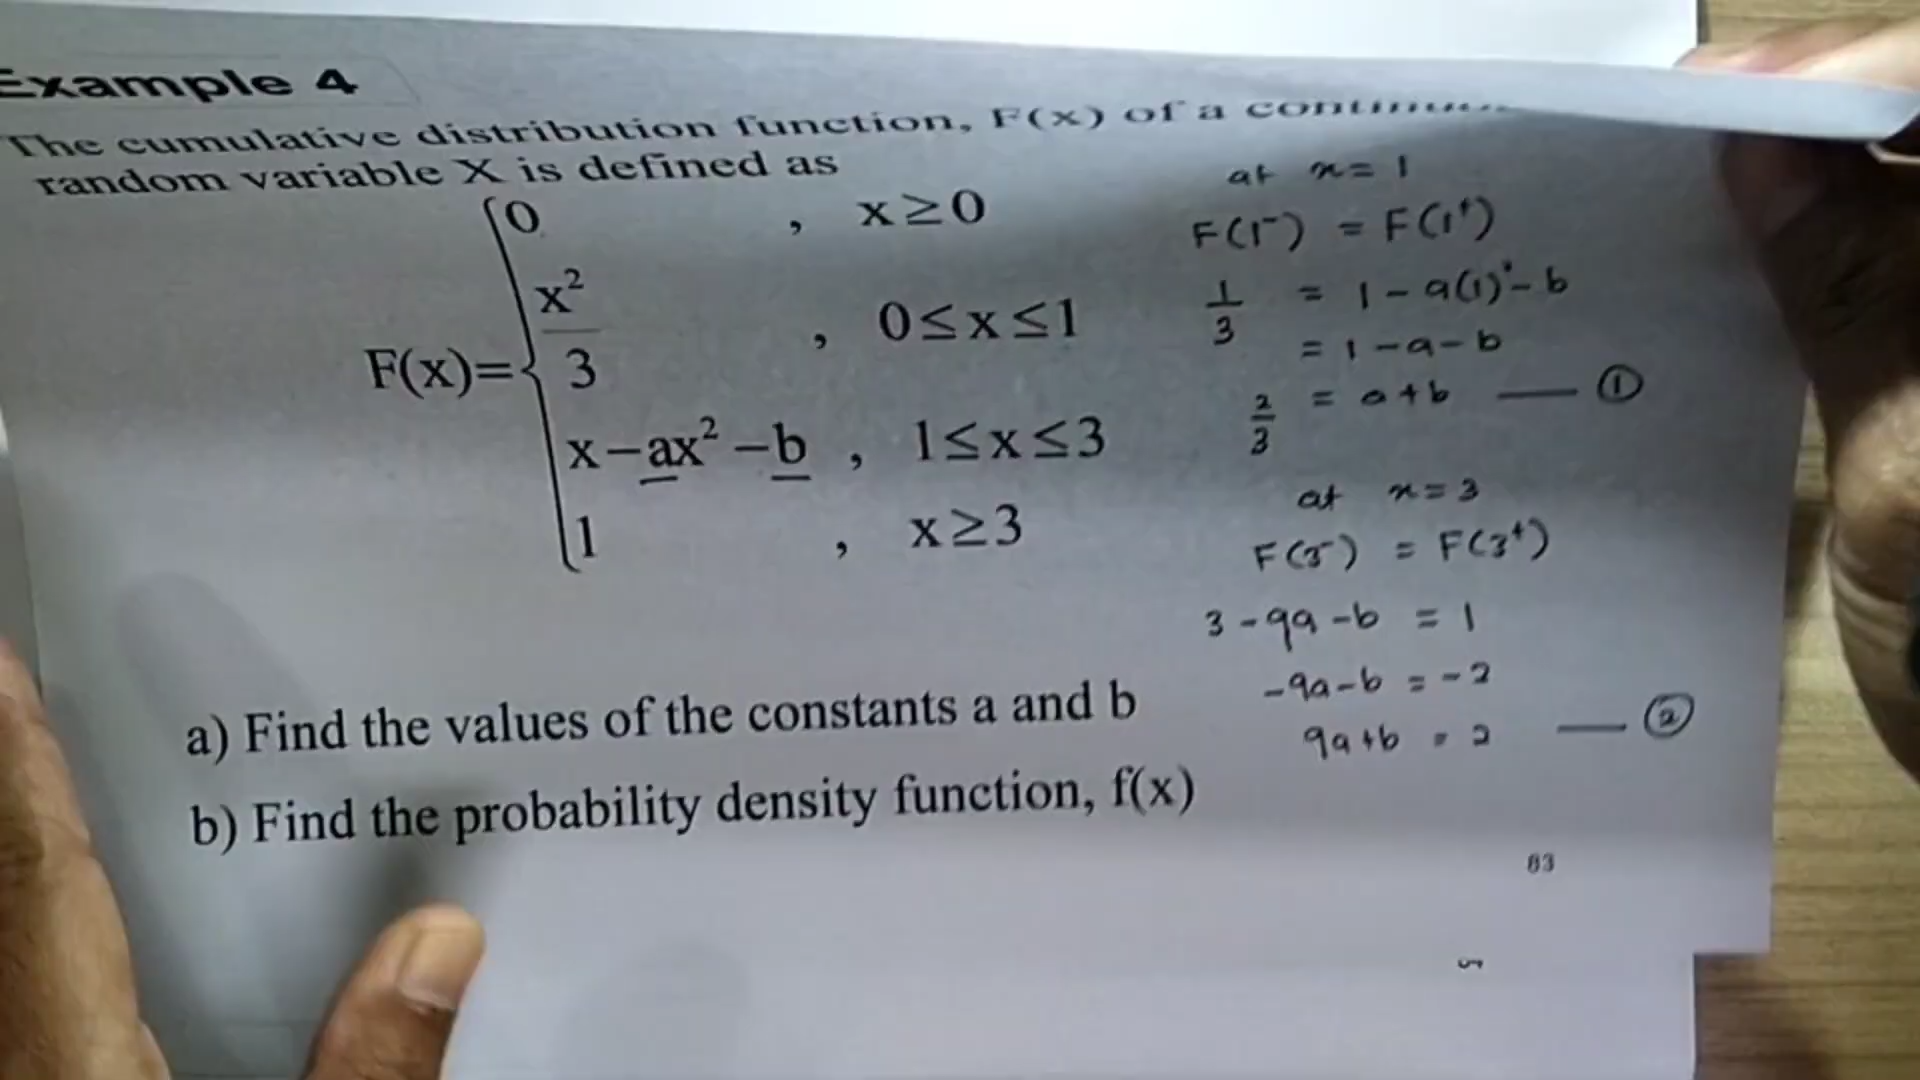 Example 4
The cumulative distribution function, F(x) of a
random variable X is defined as
F(x)=
0 , x≥0
x²/3 , 0≤x≤1
x−ax²−b , 1≤x≤3
1 , x≥3
a) Find the values of the constants a and b
b) Find the probability density function, f(x)
at x=1
F(1⁻) = F(1⁺)
1/3 = 1-a(1)²-b
= 1-a-b
2/3 = a+b — ①
at x=3
F(3⁻) = F(3⁺)
3-9a-b = 1
-9a-b = -2
9a+b = 2 — ②
83